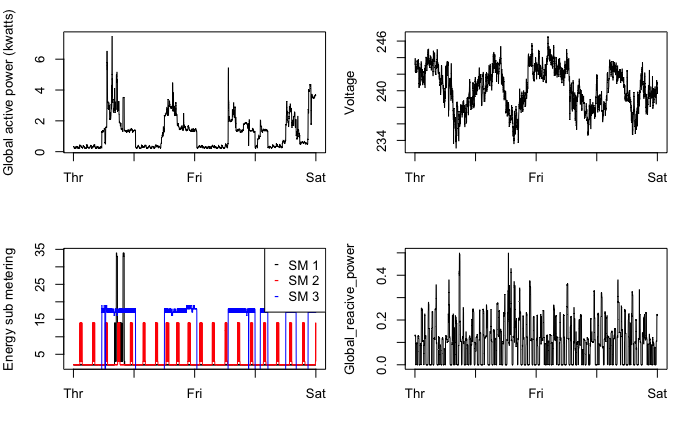 Global active power (kwatts)
0 2 4 6
Thr Fri Sat
Voltage
234 240 246
Thr Fri Sat
Energy sub metering
5 15 25 35
SM 1
SM 2
SM 3
Thr Fri Sat
Global_reacive_power
0.0 0.2 0.4
Thr Fri Sat